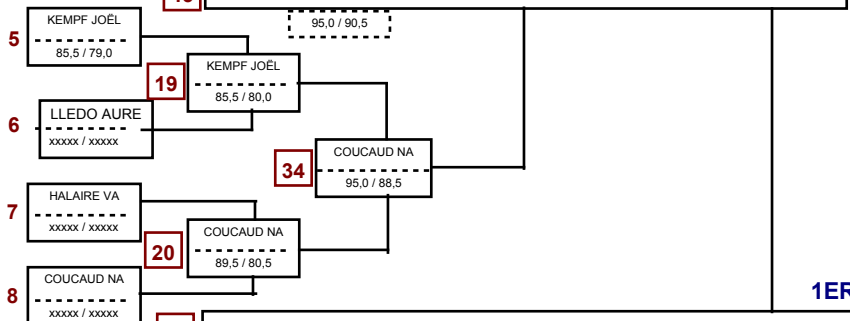 95,0 / 90,5
5
KEMPF JOËL
85,5 / 79,0
19
KEMPF JOËL
85,5 / 80,0
6
LLEDO AURE
xxxxx / xxxxx
34
COUCAUD NA
95,0 / 88,5
7
HALAIRE VA
xxxxx / xxxxx
20
COUCAUD NA
89,5 / 80,5
8
COUCAUD NA
xxxxx / xxxxx
1ER